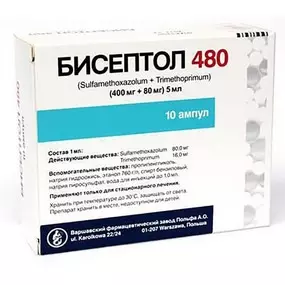 БИСЕПТОЛ 480
(Sulfamethoxazolum + Trimethoprimum)
(400 мг + 80 мг) 5 мл
10 ампул
Состав 1 мл:
Действующие вещества: Sulfamethoxazolum 80.0 мг
Trimethoprimum 16.0 мг
Вспомогательные вещества: пропиленгликоль,
натрия гидроокись, этанол 760 г/л, спирт бензиловый,
натрия пиросульфат, вода для инъекций до 1.0 мл.
Применять только для стационарного лечения.
Хранить при температуре до 30°С, защищать от света.
Препарат хранить в месте, недоступном для детей.
Варшавский фармацевтический завод Польфа А.О.
ul. Karolkowa 22/24 01-207 Warszawa, Польша